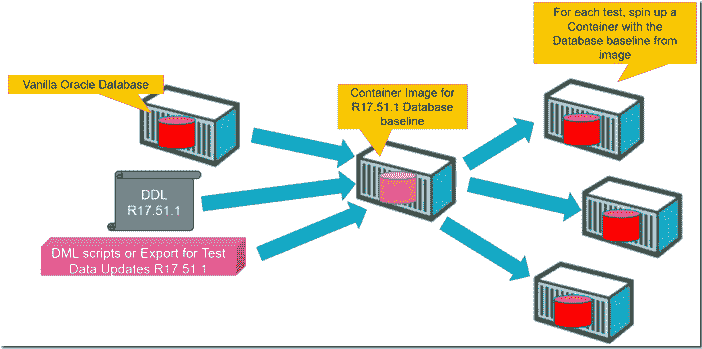 Vanilla Oracle Database
DDL
R17.51.1
DML scripts or Export for Test
Data Updates R17.51.1
Container Image for
R17.51.1 Database
baseline
For each test, spin up a
Container with the
Database baseline from
image